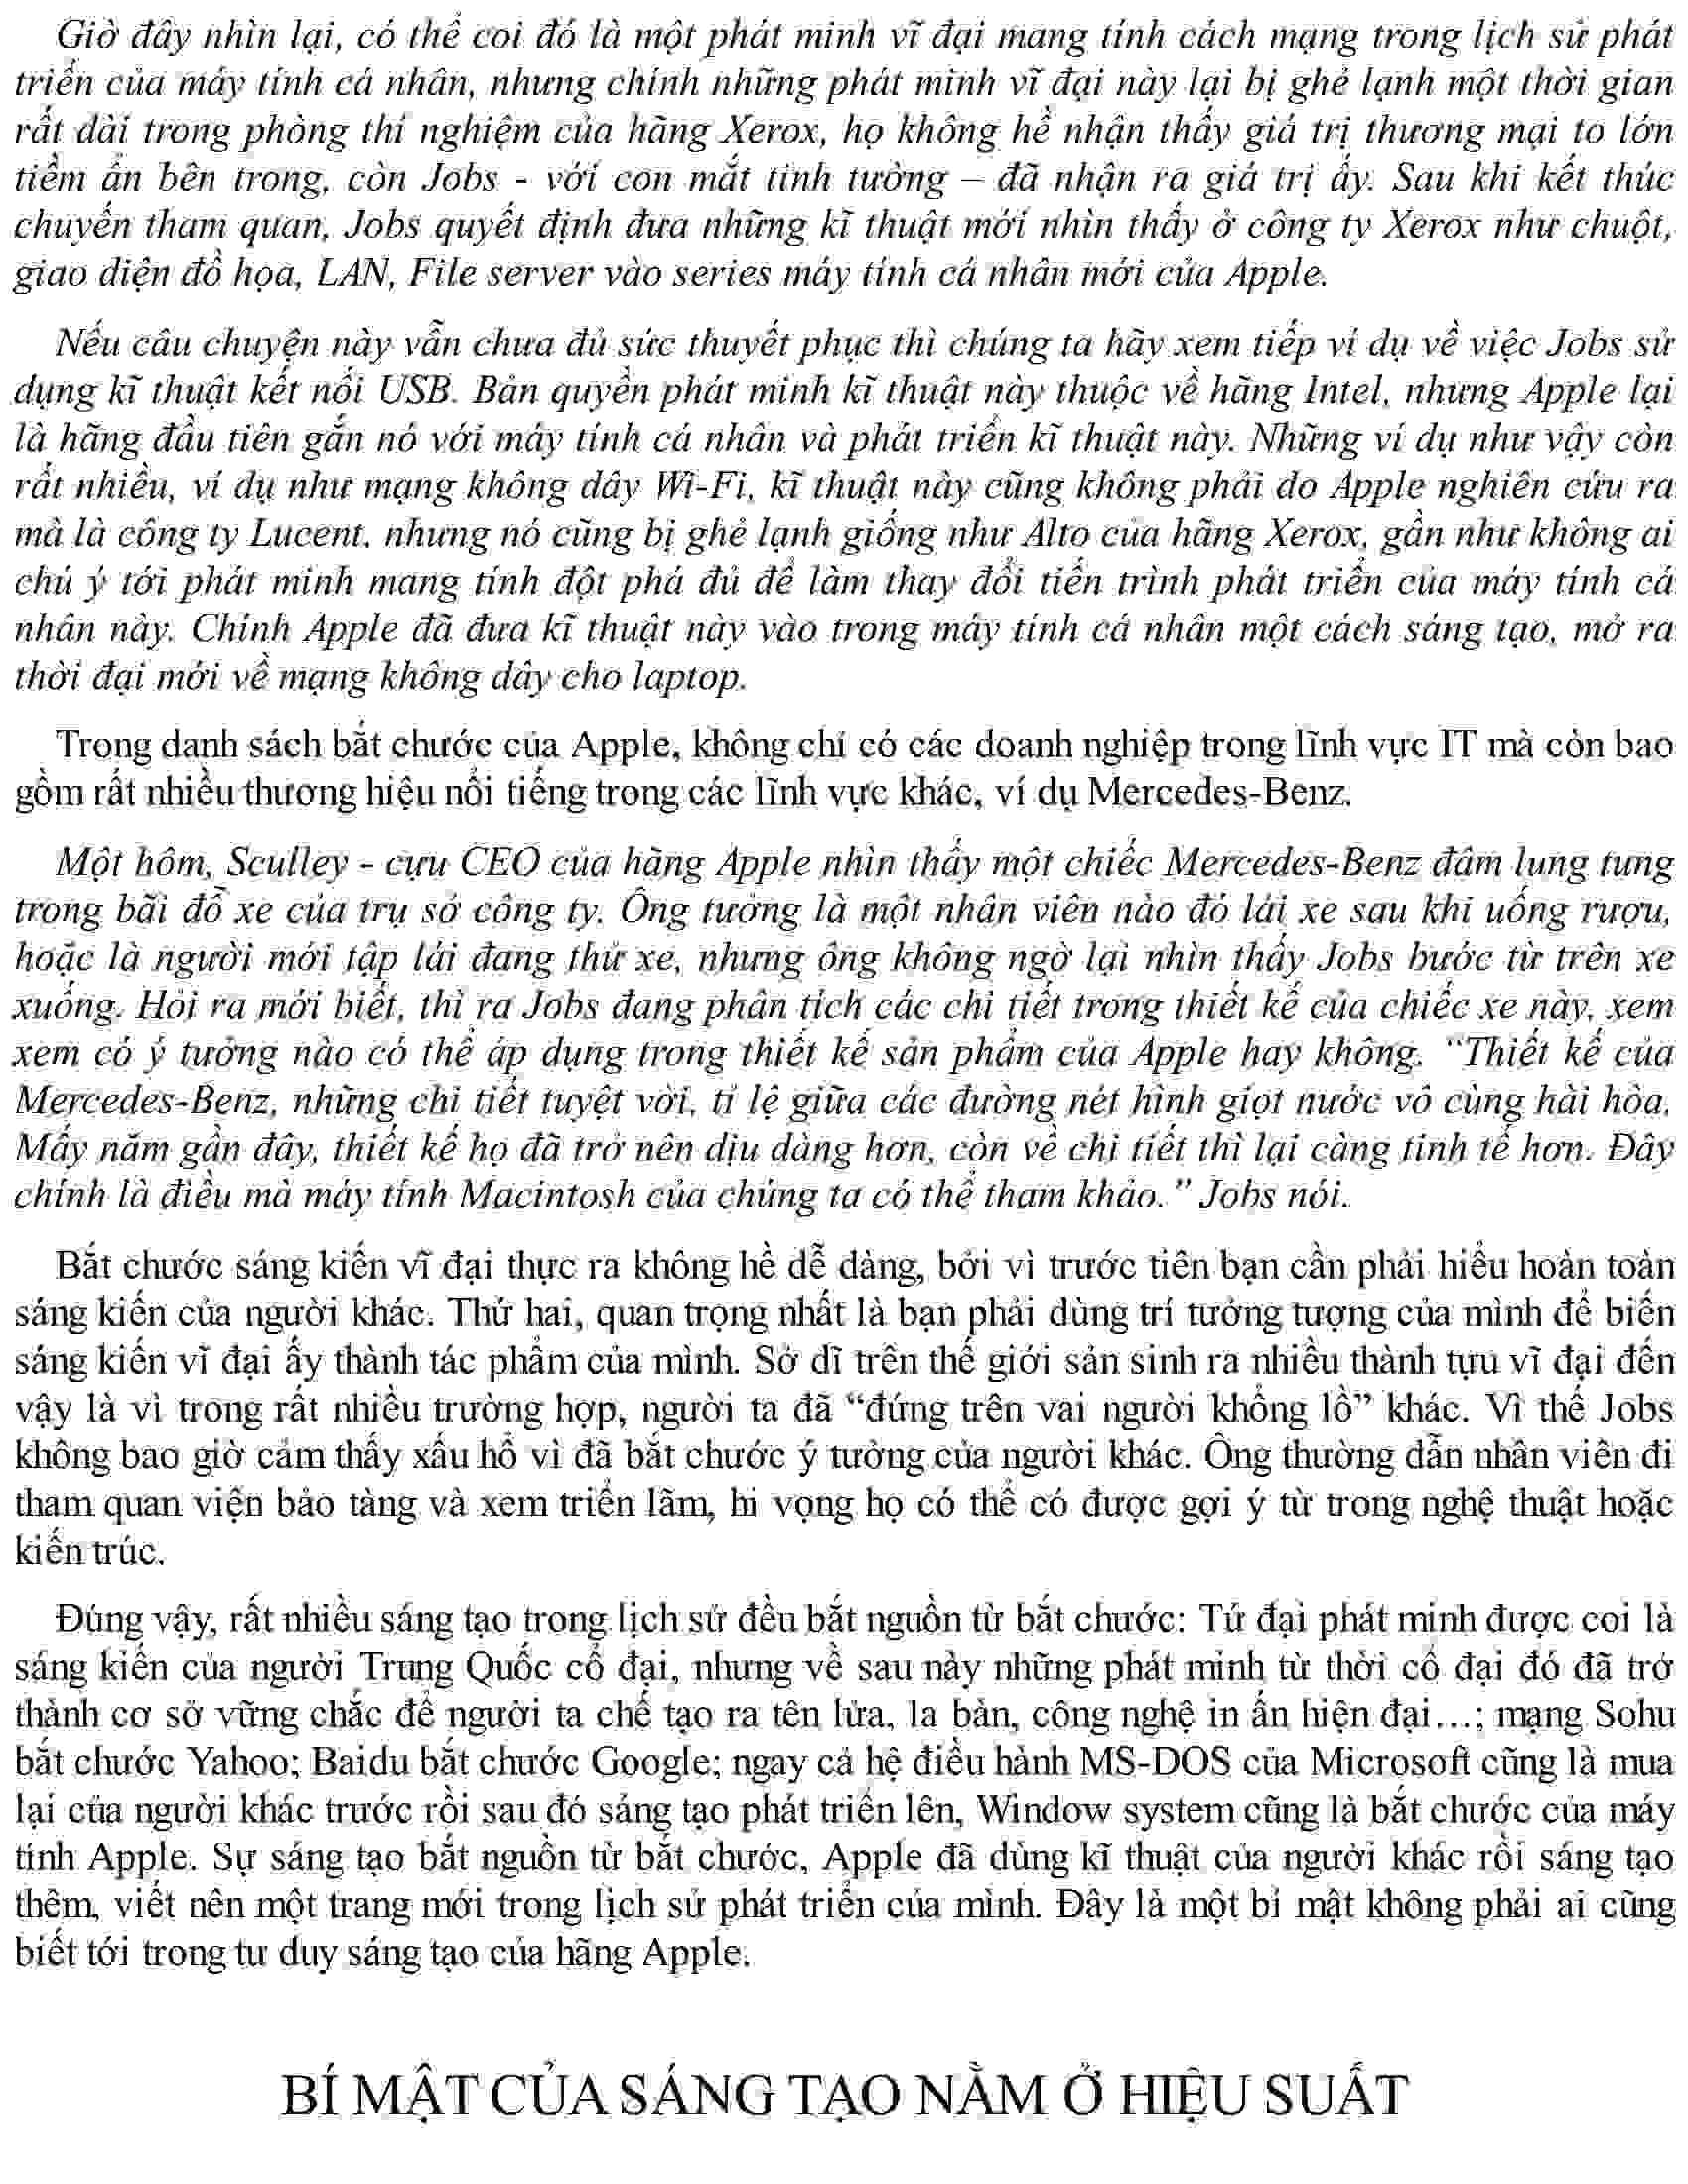 Giờ đây nhìn lại, có thể coi đó là một phát minh vĩ đại mang tính cách mạng trong lịch sử phát
triển của máy tính cá nhân, nhưng chính những phát minh vĩ đại này lại bị ghẻ lạnh một thời gian
rất dài trong phòng thí nghiệm của hãng Xerox, họ không hề nhận thấy giá trị thương mại to lớn
tiềm ẩn bên trong, còn Jobs - với con mắt tinh tường – đã nhận ra giá trị ấy. Sau khi kết thúc
chuyến tham quan, Jobs quyết định đưa những kĩ thuật mới nhìn thấy ở công ty Xerox như chuột,
giao diện đồ họa, LAN, File server vào series máy tính cá nhân mới của Apple.
Nếu câu chuyện này vẫn chưa đủ sức thuyết phục thì chúng ta hãy xem tiếp ví dụ về việc Jobs sử
dụng kĩ thuật kết nối USB. Bản quyền phát minh kĩ thuật này thuộc về hãng Intel, nhưng Apple lại
là hãng đầu tiên gắn nó với máy tính cá nhân và phát triển kĩ thuật này. Những ví dụ như vậy còn
rất nhiều, ví dụ như mạng không dây Wi-Fi, kĩ thuật này cũng không phải do Apple nghiên cứu ra
mà là công ty Lucent, nhưng nó cũng bị ghẻ lạnh giống như Alto của hãng Xerox, gần như không ai
chú ý tới phát minh mang tính đột phá đủ để làm thay đổi tiến trình phát triển của máy tính cá
nhân này. Chính Apple đã đưa kĩ thuật này vào trong máy tính cá nhân một cách sáng tạo, mở ra
thời đại mới về mạng không dây cho laptop.
Trong danh sách bắt chước của Apple, không chỉ có các doanh nghiệp trong lĩnh vực IT mà còn bao
gồm rất nhiều thương hiệu nổi tiếng trong các lĩnh vực khác, ví dụ Mercedes-Benz.
Một hôm, Sculley - cựu CEO của hãng Apple nhìn thấy một chiếc Mercedes-Benz đâm lung tung
trong bãi đỗ xe của trụ sở công ty. Ông tưởng là một nhân viên nào đó lái xe sau khi uống rượu,
hoặc là người mới tập lái đang thử xe, nhưng ông không ngờ lại nhìn thấy Jobs bước từ trên xe
xuống. Hỏi ra mới biết, thì ra Jobs đang phân tích các chi tiết trong thiết kế của chiếc xe này, xem
xem có ý tưởng nào có thể áp dụng trong thiết kế sản phẩm của Apple hay không. “Thiết kế của
Mercedes-Benz, những chi tiết tuyệt vời, tỉ lệ giữa các đường nét hình giọt nước vô cùng hài hòa.
Mấy năm gần đây, thiết kế họ đã trở nên dịu dàng hơn, còn về chi tiết thì lại càng tinh tế hơn. Đây
chính là điều mà máy tính Macintosh của chúng ta có thể tham khảo.” Jobs nói.
Bắt chước sáng kiến vĩ đại thực ra không hề dễ dàng, bởi vì trước tiên bạn cần phải hiểu hoàn toàn
sáng kiến của người khác. Thứ hai, quan trọng nhất là bạn phải dùng trí tưởng tượng của mình để biến
sáng kiến vĩ đại ấy thành tác phẩm của mình. Sở dĩ trên thế giới sản sinh ra nhiều thành tựu vĩ đại đến
vậy là vì trong rất nhiều trường hợp, người ta đã “đứng trên vai người khổng lồ” khác. Vì thế Jobs
không bao giờ cảm thấy xấu hổ vì đã bắt chước ý tưởng của người khác. Ông thường dẫn nhân viên đi
tham quan viện bảo tàng và xem triển lãm, hi vọng họ có thể có được gợi ý từ trong nghệ thuật hoặc
kiến trúc.
Đúng vậy, rất nhiều sáng tạo trong lịch sử đều bắt nguồn từ bắt chước: Tứ đại phát minh được coi là
sáng kiến của người Trung Quốc cổ đại, nhưng về sau này những phát minh từ thời cổ đại đó đã trở
thành cơ sở vững chắc để người ta chế tạo ra tên lửa, la bàn, công nghệ in ấn hiện đại…; mạng Sohu
bắt chước Yahoo; Baidu bắt chước Google; ngay cả hệ điều hành MS-DOS của Microsoft cũng là mua
lại của người khác trước rồi sau đó sáng tạo phát triển lên, Window system cũng là bắt chước của máy
tính Apple. Sự sáng tạo bắt nguồn từ bắt chước, Apple đã dùng kĩ thuật của người khác rồi sáng tạo
thêm, viết nên một trang mới trong lịch sử phát triển của mình. Đây là một bí mật không phải ai cũng
biết tới trong tư duy sáng tạo của hãng Apple.
BÍ MẬT CỦA SÁNG TẠO NẰM Ở HIỆU SUẤT